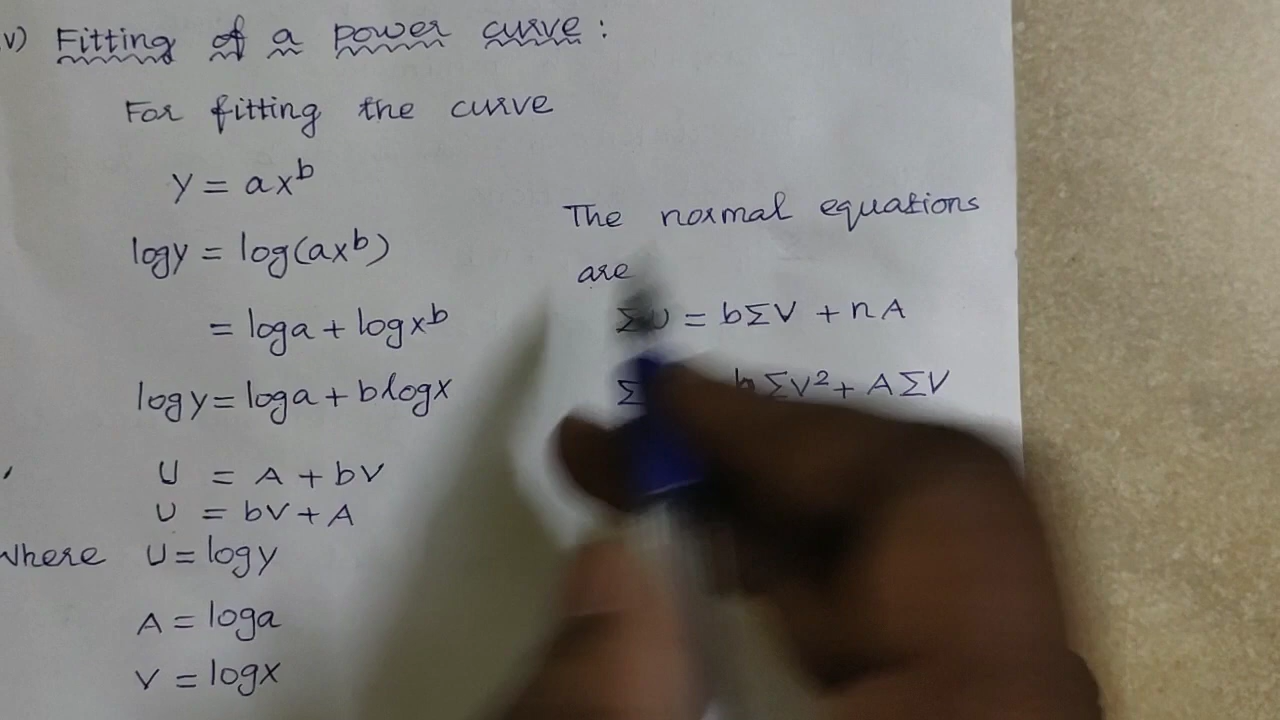 v) Fitting of a power curve :
For fitting the curve
y = ax^b
logy = log(ax^b)
= loga + logx^b
logy = loga + blogx
U = A + bV
U = bV + A
Where U = logy
A = loga
V = logx
The normal equations
are
ΣU = bΣV + nA
Σ bΣV² + AΣV